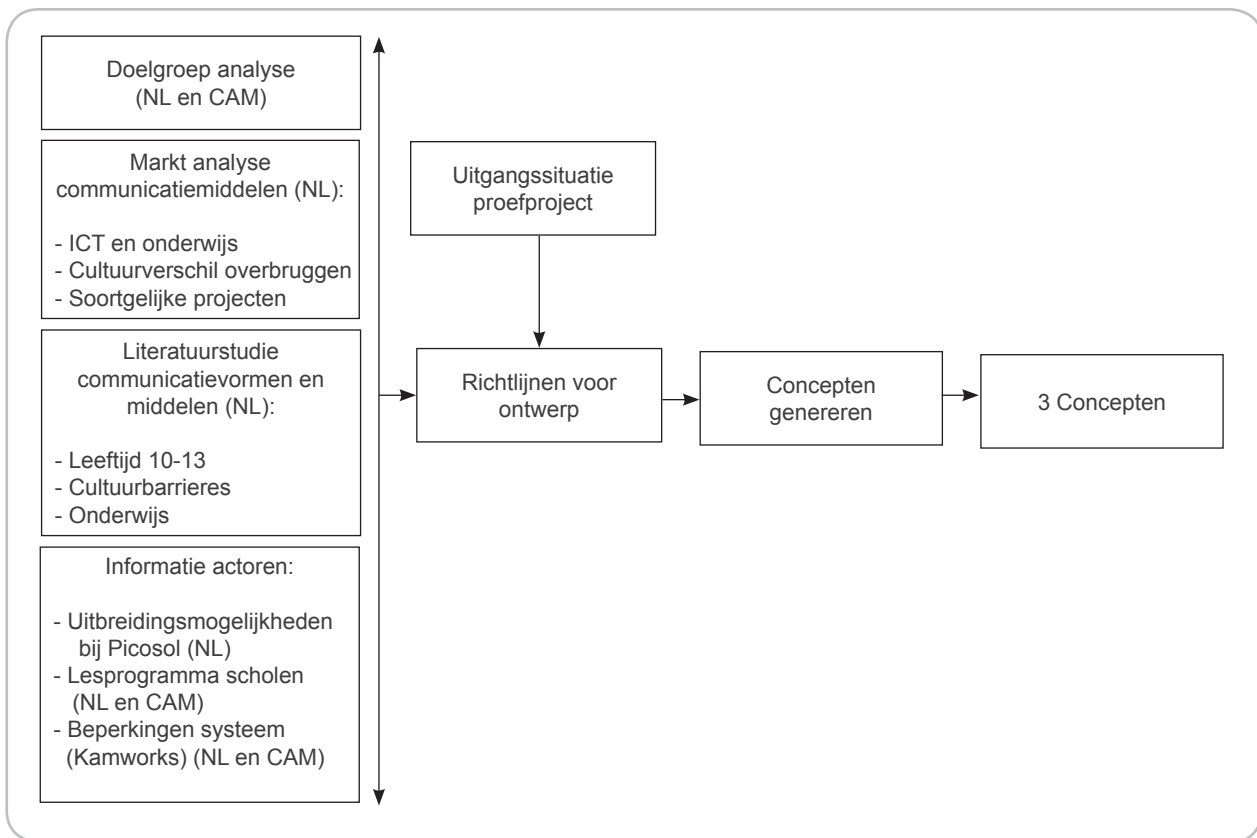 Doelgroep analyse
(NL en CAM)
Markt analyse
communicatiemiddelen (NL):
- ICT en onderwijs
- Cultuurverschil overbruggen
- Soortgelijke projecten
Literatuurstudie
communicatievormen en
middelen (NL):
- Leeftijd 10-13
- Cultuurbarrieres
- Onderwijs
Informatie actoren:
- Uitbreidingsmogelijkheden
bij Picosol (NL)
- Lesprogramma scholen
(NL en CAM)
- Beperkingen systeem
(Kamworks) (NL en CAM)
Uitgangssituatie
proefproject
Richtlijnen voor
ontwerp
Concepten
genereren
3 Concepten